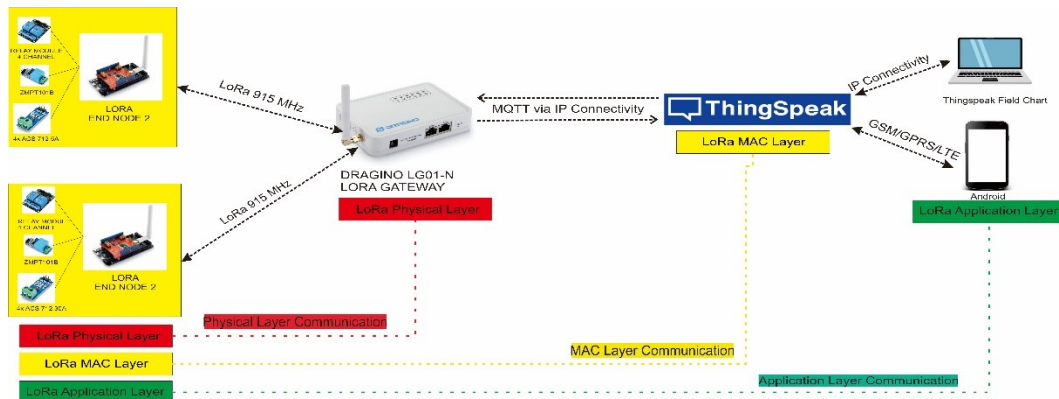 RELAY MODULE
4 CHANNEL
ZMPT101B
4x ACS 712 5A
LORA
END NODE 2
LoRa 915 MHz
DRAGINO LG01-N
LORA GATEWAY
LoRa Physical Layer
MQTT via IP Connectivity
ThingSpeak
LoRa MAC Layer
IP Connectivity
Thingspeak Field Chart
GSM/GPRS/LTE
Android
LoRa Application Layer
LoRa 915 MHz
RELAY MODUL
CHANNEL
ZMPT101B
4x ACS 712 30A
LORA
END NODE 2
LoRa Physical Layer
LoRa MAC Layer
LoRa Application Layer
Physical Layer Communication
MAC Layer Communication
Application Layer Communication